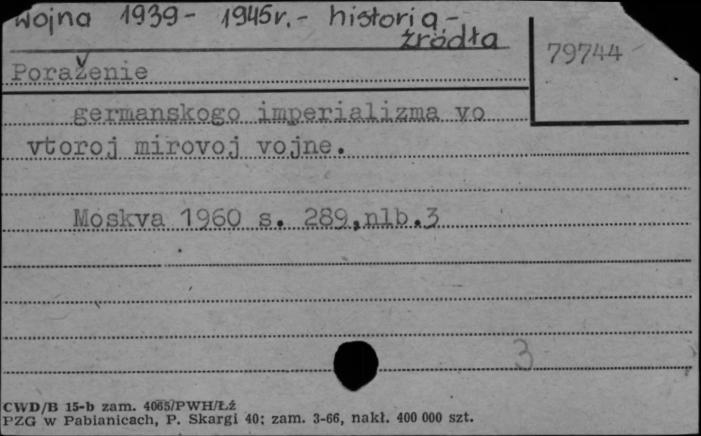 Wojna 1939 - 1945r. - historia -
źródła
79744
Poraženie
germanskogo imperializma vo
vtoroj mirovoj vojne.
Moskva 1960 s. 289,nlb.3
3
CWD/B 15-b zam. 4065/PWH/Łź
PZG w Pabianicach, P. Skargi 40; zam. 3-66, nakł. 400 000 szt.